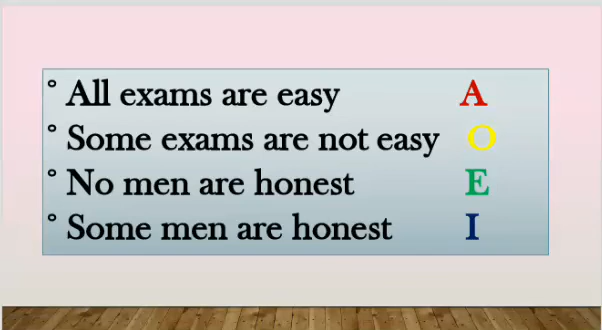 ° All exams are easy A
° Some exams are not easy O
° No men are honest E
° Some men are honest I